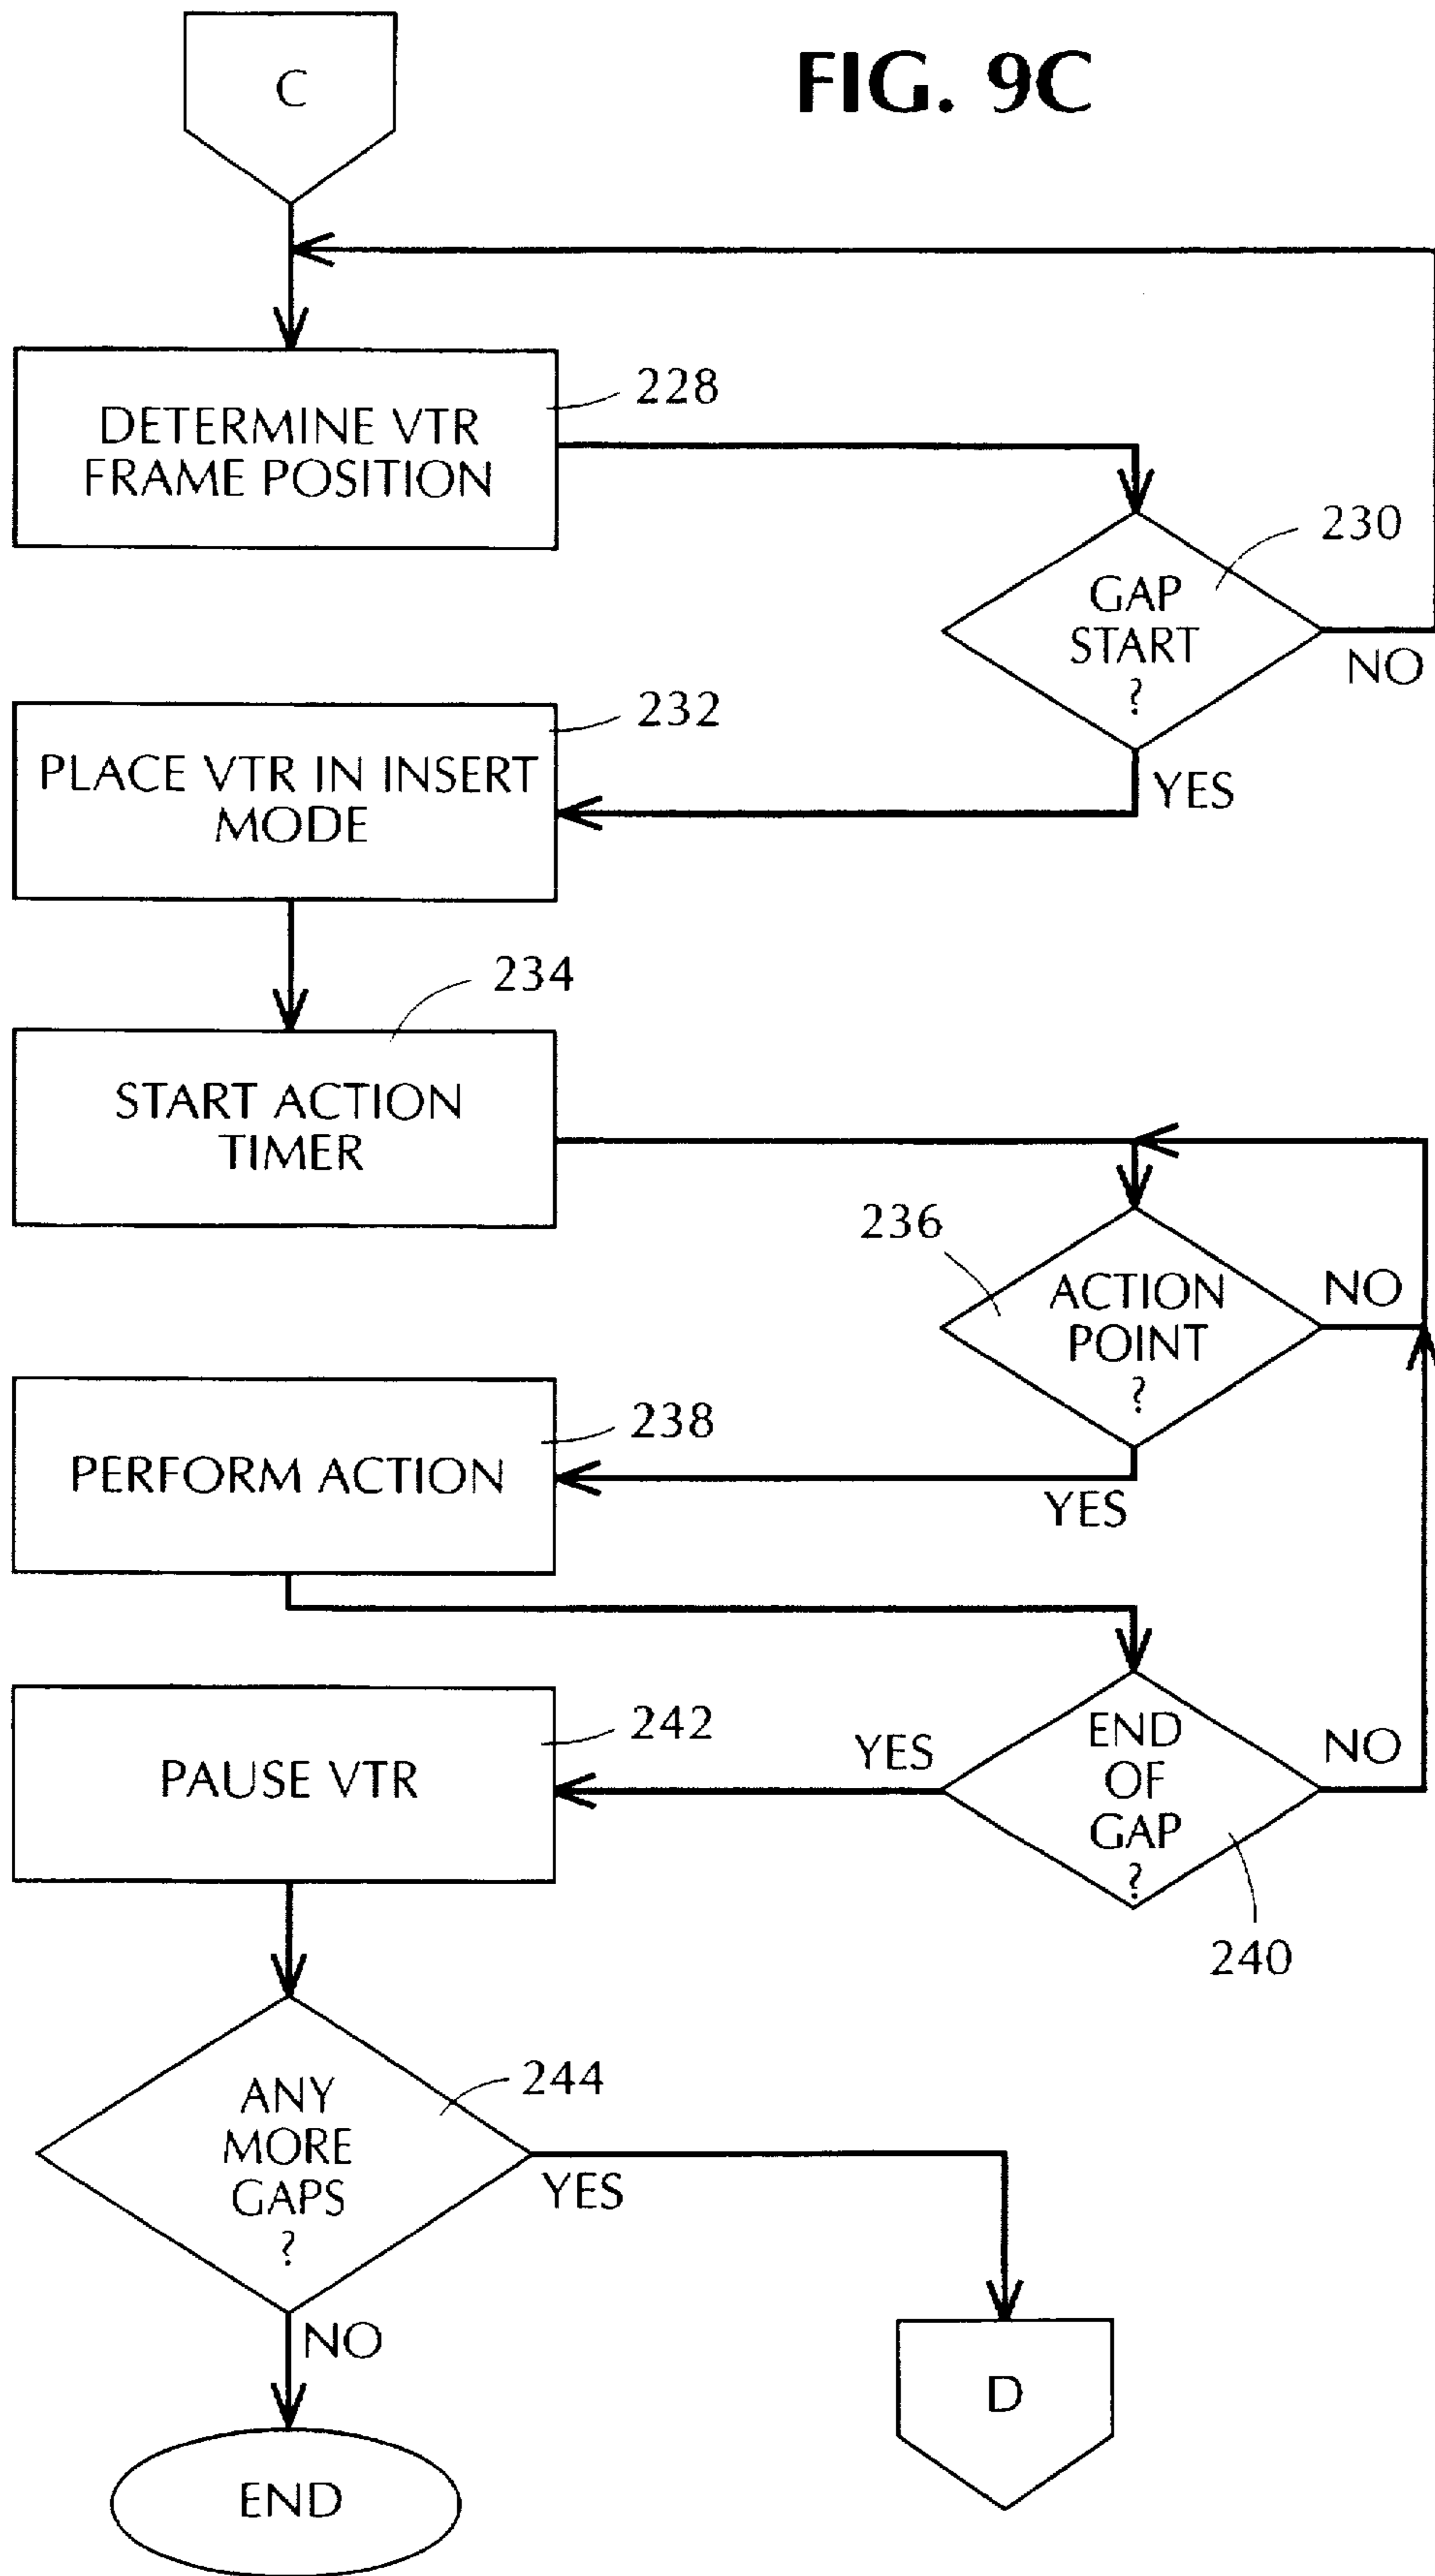 C
FIG. 9C
DETERMINE VTR
FRAME POSITION
228
230
GAP
START
?
NO
YES
232
PLACE VTR IN INSERT
MODE
234
START ACTION
TIMER
236
ACTION
POINT
?
NO
YES
238
PERFORM ACTION
242
PAUSE VTR
YES
END
OF
GAP
?
NO
240
244
ANY
MORE
GAPS
?
YES
NO
D
END